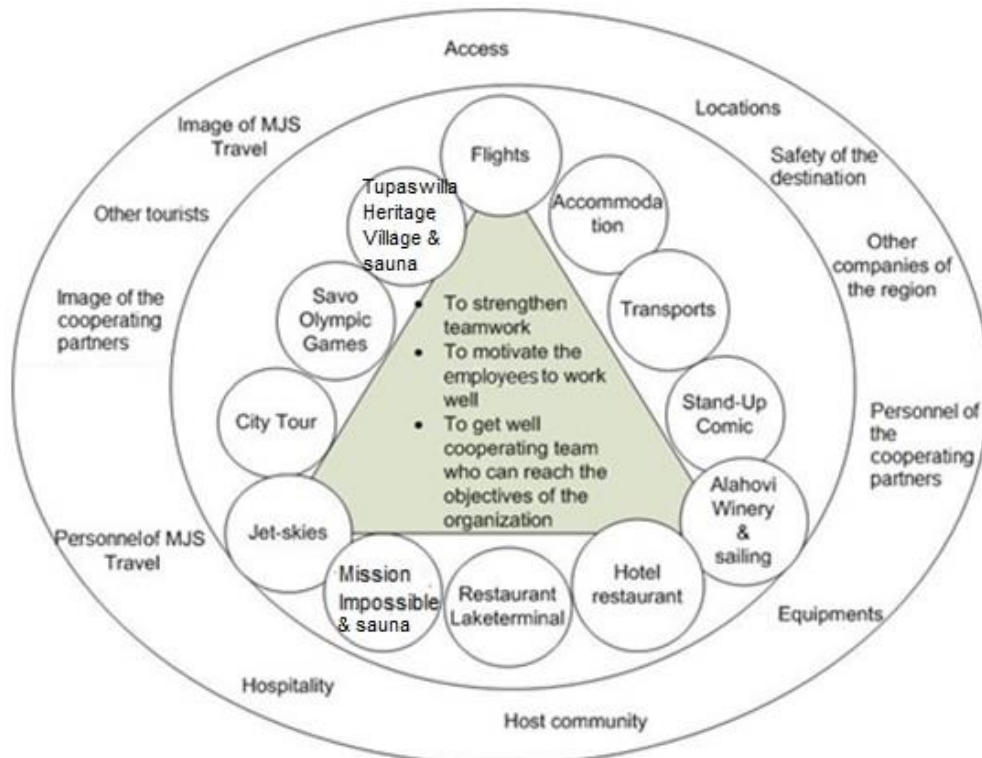 Access
Locations
Image of MJS
Travel
Safety of the
destination
Other tourists
Other
companies of
the region
Image of the
cooperating
partners
Personnel of
the
cooperating
partners
Personnel of MJS
Travel
Equipments
Hospitality
Host community
Flights
Tupaswilla
Heritage
Village &
sauna
Accommoda
tion
Savo
Olympic
Games
Transports
City Tour
Stand-Up
Comic
Jet-skies
Alahovi
Winery
&
sailing
Mission
Impossible
& sauna
Restaurant
Laketerminal
Hotel
restaurant
• To strengthen
teamwork
• To motivate the
employees to work
well
• To get well
cooperating team
who can reach the
objectives of the
organization